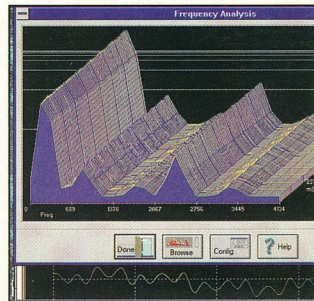 Frequency Analysis
0 689 1378 2067 2756 3445 4134
Freq
Done Browse Config Help